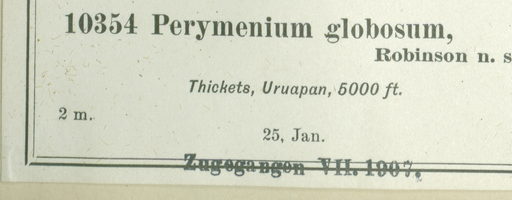 10354 Perymenium globosum,
Robinson n. s
Thickets, Uruapan, 5000 ft.
2 m.
25, Jan.
Zugegangen VII. 1907.